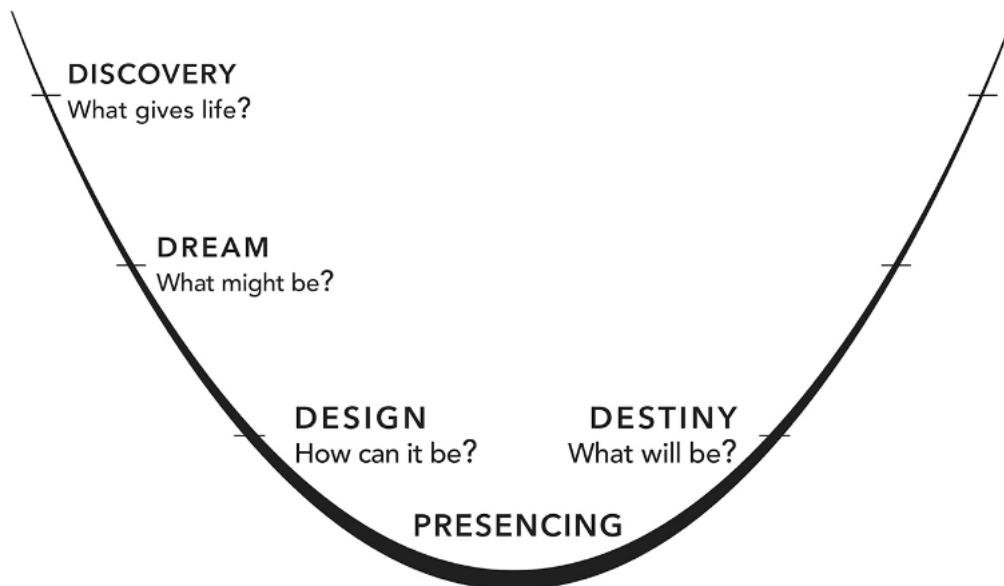 DISCOVERY
What gives life?
DREAM
What might be?
DESIGN
How can it be?
DESTINY
What will be?
PRESENCING